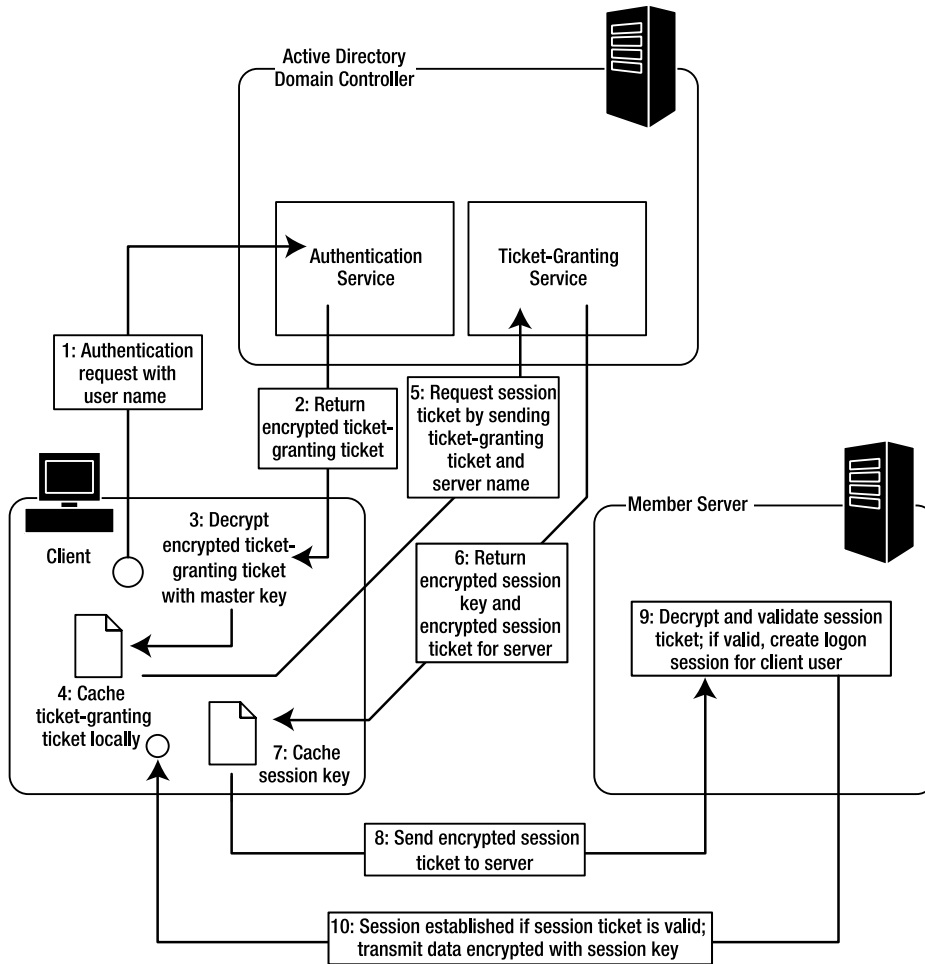 Active Directory
Domain Controller
Authentication
Service
Ticket-Granting
Service
1: Authentication
request with
user name
2: Return
encrypted ticket-
granting ticket
5: Request session
ticket by sending
ticket-granting
ticket and
server name
Member Server
Client
3: Decrypt
encrypted ticket-
granting ticket
with master key
6: Return
encrypted session
key and
encrypted session
ticket for server
9: Decrypt and validate session
ticket; if valid, create logon
session for client user
4: Cache
ticket-granting
ticket locally
7: Cache
session key
8: Send encrypted session
ticket to server
10: Session established if session ticket is valid;
transmit data encrypted with session key